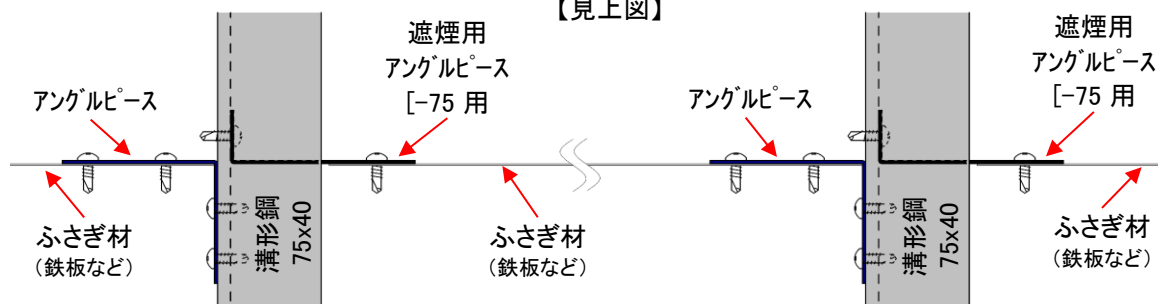 【見上図】
遮煙用
アングルピース
[-75 用
アングルピース
ふさぎ材
(鉄板など)
溝形鋼
75x40
ふさぎ材
(鉄板など)
アングルピース
遮煙用
アングルピース
[-75 用
溝形鋼
75x40
ふさぎ材
(鉄板など)